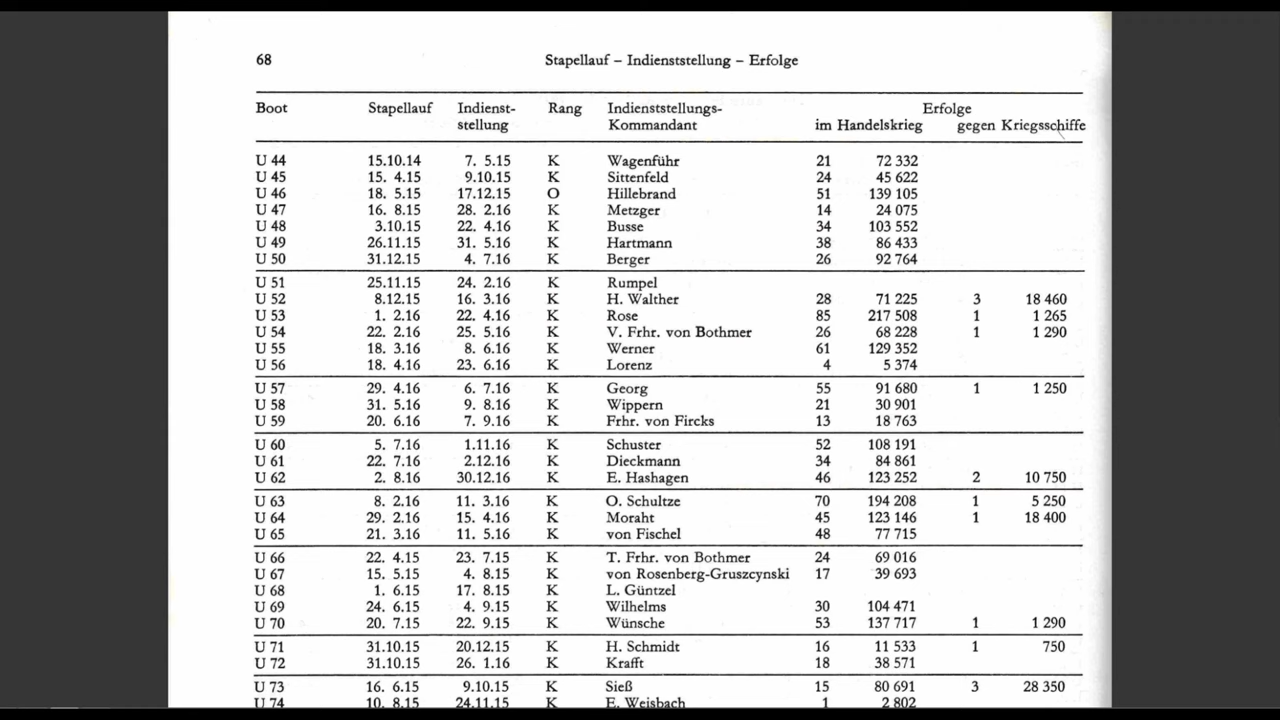 68 Stapellauf – Indienststellung – Erfolge
Boot Stapellauf Indienst- Rang Indienststellungs- Erfolge
stellung Kommandant im Handelskrieg gegen Kriegsschiffe
U 44 15.10.14 7. 5.15 K Wagenführ 21 72 332
U 45 15. 4.15 9.10.15 K Sittenfeld 24 45 622
U 46 18. 5.15 17.12.15 O Hillebrand 51 139 105
U 47 16. 8.15 28. 2.16 K Metzger 14 24 075
U 48 3.10.15 22. 4.16 K Busse 34 103 552
U 49 26.11.15 31. 5.16 K Hartmann 38 86 433
U 50 31.12.15 4. 7.16 K Berger 26 92 764
U 51 25.11.15 24. 2.16 K Rumpel
U 52 8.12.15 16. 3.16 K H. Walther 28 71 225 3 18 460
U 53 1. 2.16 22. 4.16 K Rose 85 217 508 1 1 265
U 54 22. 2.16 25. 5.16 K V. Frhr. von Bothmer 26 68 228 1 1 290
U 55 18. 3.16 8. 6.16 K Werner 61 129 352
U 56 18. 4.16 23. 6.16 K Lorenz 4 5 374
U 57 29. 4.16 6. 7.16 K Georg 55 91 680 1 1 250
U 58 31. 5.16 9. 8.16 K Wippern 21 30 901
U 59 20. 6.16 7. 9.16 K Frhr. von Fircks 13 18 763
U 60 5. 7.16 1.11.16 K Schuster 52 108 191
U 61 22. 7.16 2.12.16 K Dieckmann 34 84 861
U 62 2. 8.16 30.12.16 K E. Hashagen 46 123 252 2 10 750
U 63 8. 2.16 11. 3.16 K O. Schultze 70 194 208 1 5 250
U 64 29. 2.16 15. 4.16 K Moraht 45 123 146 1 18 400
U 65 21. 3.16 11. 5.16 K von Fischel 48 77 715
U 66 22. 4.15 23. 7.15 K T. Frhr. von Bothmer 24 69 016
U 67 15. 5.15 4. 8.15 K von Rosenberg-Gruszcynski 17 39 693
U 68 1. 6.15 17. 8.15 K L. Güntzel
U 69 24. 6.15 4. 9.15 K Wilhelms 30 104 471
U 70 20. 7.15 22. 9.15 K Wünsche 53 137 717 1 1 290
U 71 31.10.15 20.12.15 K H. Schmidt 16 11 533 1 750
U 72 31.10.15 26. 1.16 K Krafft 18 38 571
U 73 16. 6.15 9.10.15 K Sieß 15 80 691 3 28 350
U 74 10. 8.15 24.11.15 K E. Weisbach 1 2 802